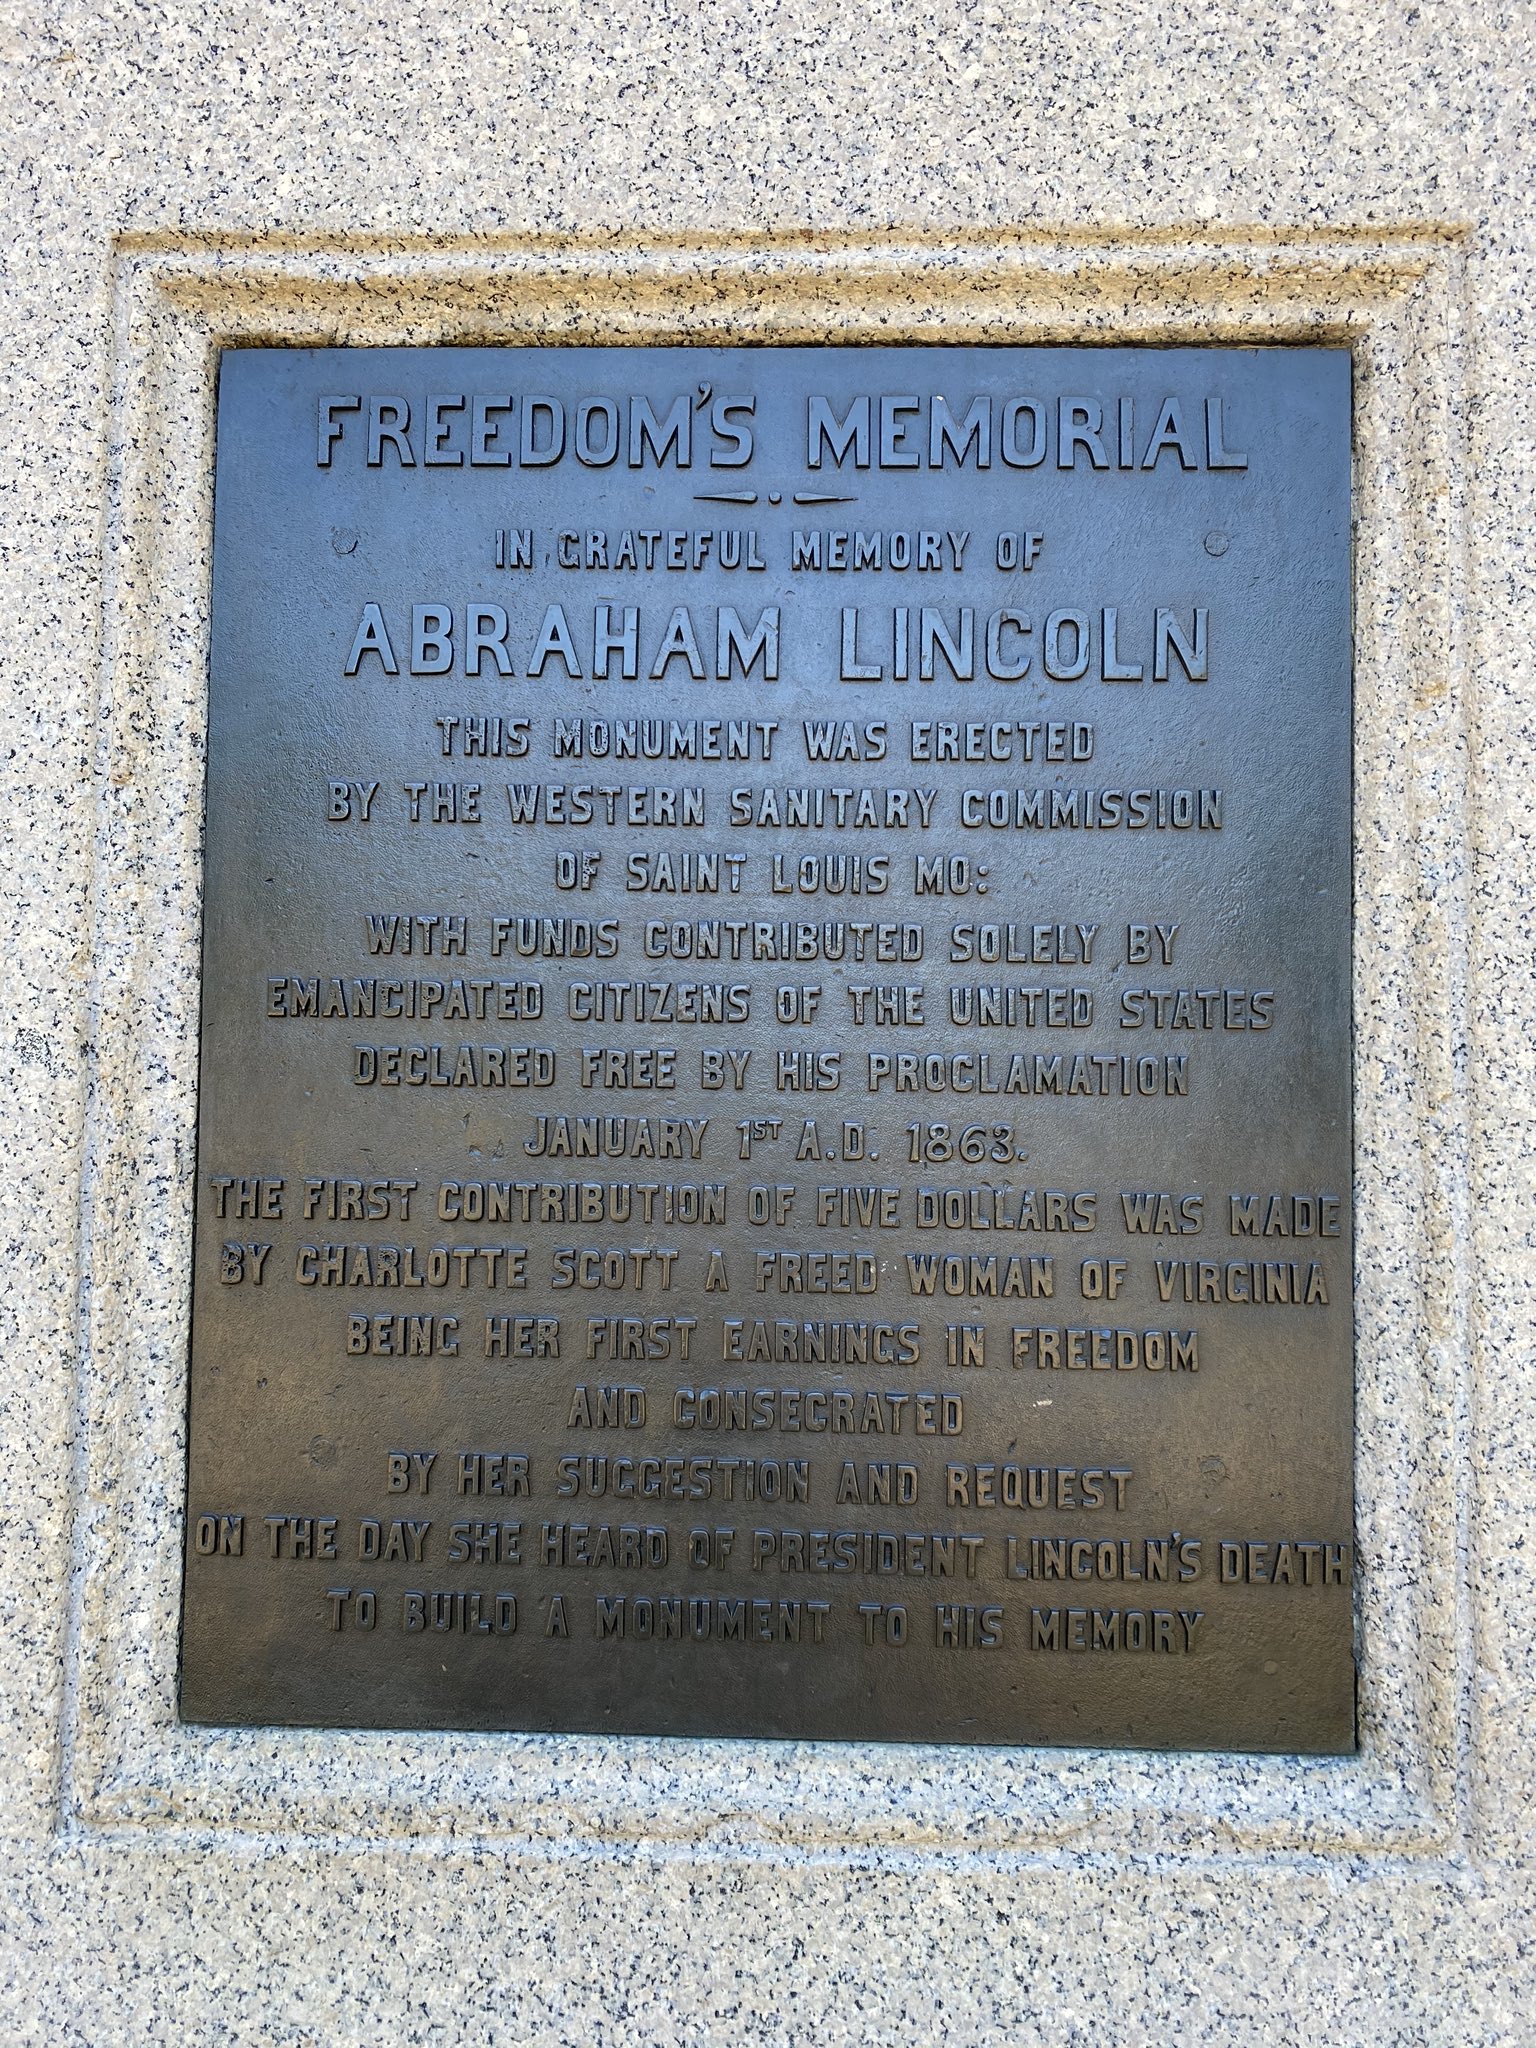 FREEDOM'S MEMORIAL
IN GRATEFUL MEMORY OF
ABRAHAM LINCOLN
THIS MONUMENT WAS ERECTED
BY THE WESTERN SANITARY COMMISSION
OF SAINT LOUIS MO:
WITH FUNDS CONTRIBUTED SOLELY BY
EMANCIPATED CITIZENS OF THE UNITED STATES
DECLARED FREE BY HIS PROCLAMATION
JANUARY 1ST A.D. 1863.
THE FIRST CONTRIBUTION OF FIVE DOLLARS WAS MADE
BY CHARLOTTE SCOTT A FREED WOMAN OF VIRGINIA
BEING HER FIRST EARNINGS IN FREEDOM
AND CONSECRATED
BY HER SUGGESTION AND REQUEST
ON THE DAY SHE HEARD OF PRESIDENT LINCOLN'S DEATH
TO BUILD A MONUMENT TO HIS MEMORY